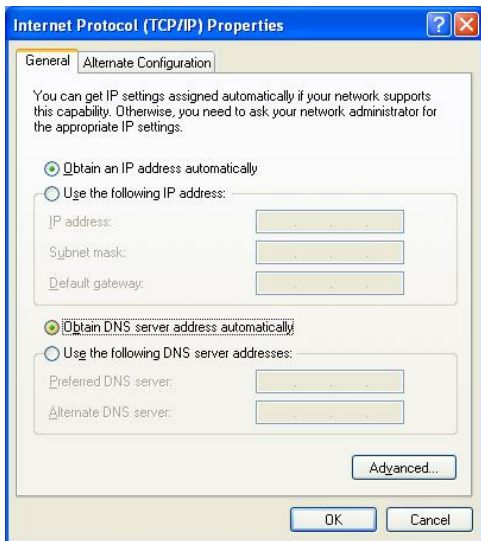 Internet Protocol (TCP/IP) Properties
General
Alternate Configuration
You can get IP settings assigned automatically if your network supports
this capability. Otherwise, you need to ask your network administrator for
the appropriate IP settings.
Obtain an IP address automatically
Use the following IP address:
IP address:
Subnet mask:
Default gateway:
Obtain DNS server address automatically
Use the following DNS server addresses:
Preferred DNS server:
Alternate DNS server:
Advanced...
OK
Cancel